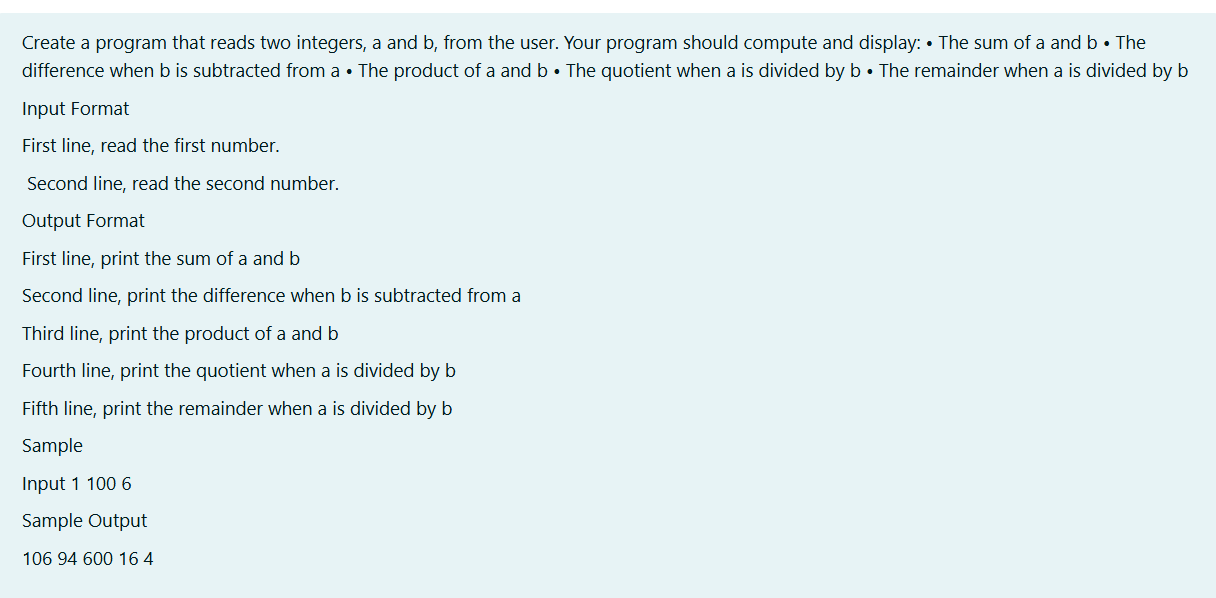 Create a program that reads two integers, a and b, from the user. Your program should compute and display: • The sum of a and b • The
difference when b is subtracted from a • The product of a and b • The quotient when a is divided by b • The remainder when a is divided by b
Input Format
First line, read the first number.
Second line, read the second number.
Output Format
First line, print the sum of a and b
Second line, print the difference when b is subtracted from a
Third line, print the product of a and b
Fourth line, print the quotient when a is divided by b
Fifth line, print the remainder when a is divided by b
Sample
Input 1 100 6
Sample Output
106 94 600 16 4